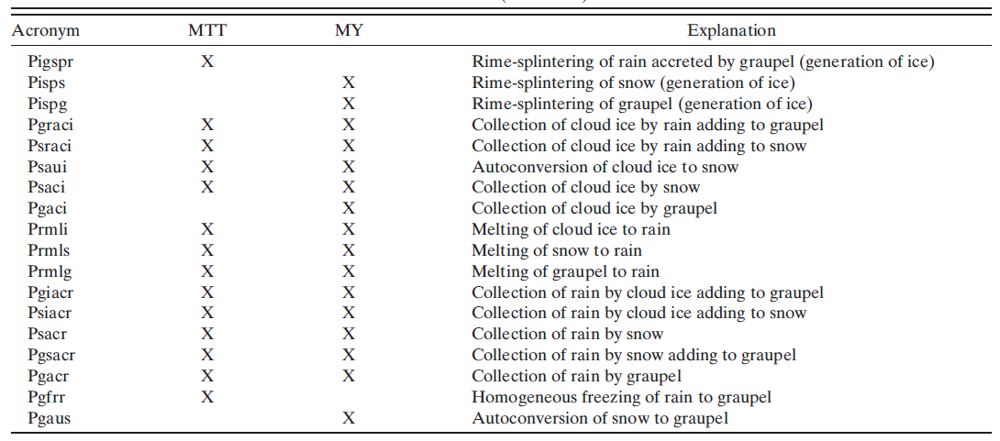 Acronym MTT MY Explanation
Pigspr X Rime-splintering of rain accreted by graupel (generation of ice)
Pisps X Rime-splintering of snow (generation of ice)
Pispg X Rime-splintering of graupel (generation of ice)
Pgraci X X Collection of cloud ice by rain adding to graupel
Psraci X X Collection of cloud ice by rain adding to snow
Psaui X X Autoconversion of cloud ice to snow
Psaci X X Collection of cloud ice by snow
Pgaci X Collection of cloud ice by graupel
Prmli X X Melting of cloud ice to rain
Prmls X X Melting of snow to rain
Prmlg X X Melting of graupel to rain
Pgiacr X X Collection of rain by cloud ice adding to graupel
Psiacr X X Collection of rain by cloud ice adding to snow
Psacr X X Collection of rain by snow
Pgsacr X X Collection of rain by snow adding to graupel
Pgacr X X Collection of rain by graupel
Pgfrr X Homogeneous freezing of rain to graupel
Pgaus X Autoconversion of snow to graupel